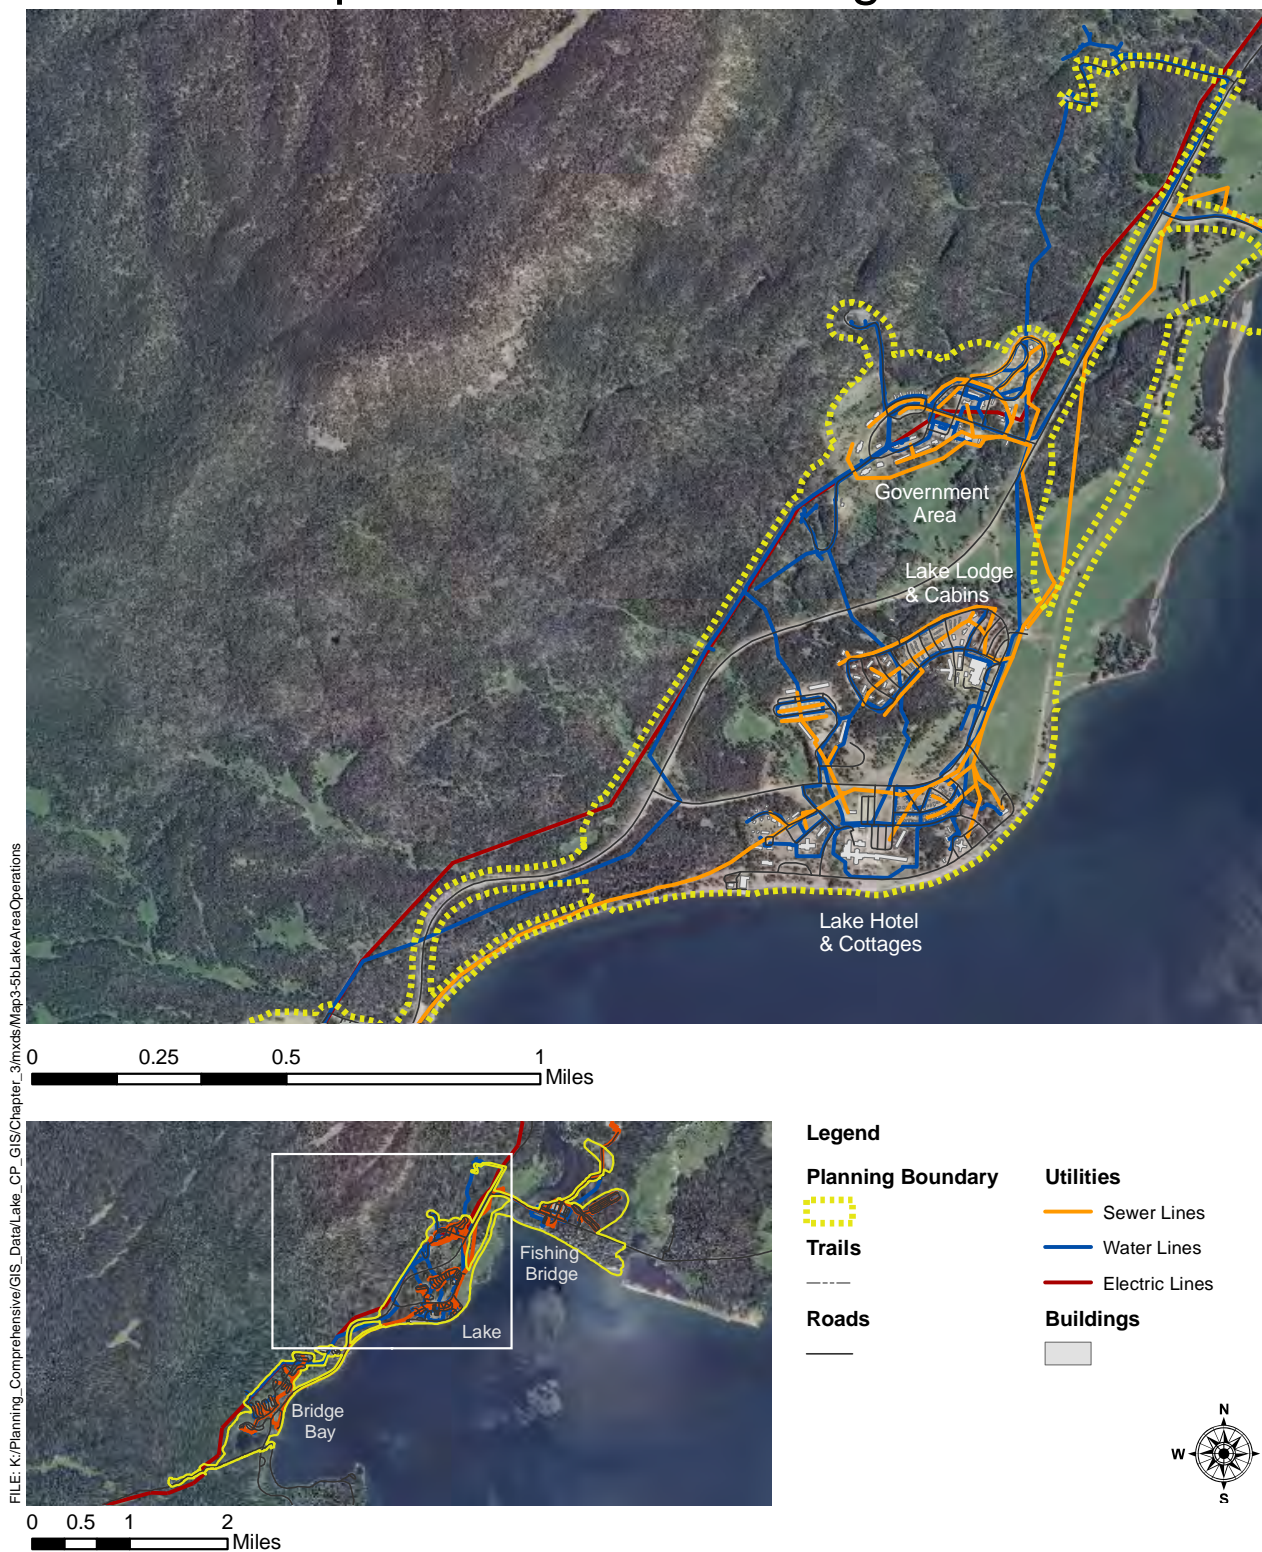 Government
Area
Lake Lodge
& Cabins
Lake Hotel
& Cottages
FILE: K:/Planning_Comprehensive/GIS_Data/Lake_CP_GIS/Chapter_3/mxds/Map3-5bLakeAreaOperations
0 0.25 0.5 1
Miles
Fishing
Bridge
Lake
Bridge
Bay
0 0.5 1 2
Miles
Legend
Planning Boundary
Trails
Roads
Utilities
Sewer Lines
Water Lines
Electric Lines
Buildings
N
W
S